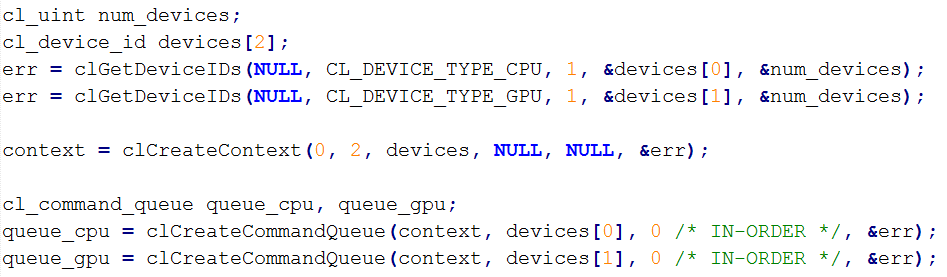 cl_uint num_devices;
cl_device_id devices[2];
err = clGetDeviceIDs(NULL, CL_DEVICE_TYPE_CPU, 1, &devices[0], &num_devices);
err = clGetDeviceIDs(NULL, CL_DEVICE_TYPE_GPU, 1, &devices[1], &num_devices);
context = clCreateContext(0, 2, devices, NULL, NULL, &err);
cl_command_queue queue_cpu, queue_gpu;
queue_cpu = clCreateCommandQueue(context, devices[0], 0 /* IN-ORDER */, &err);
queue_gpu = clCreateCommandQueue(context, devices[1], 0 /* IN-ORDER */, &err);